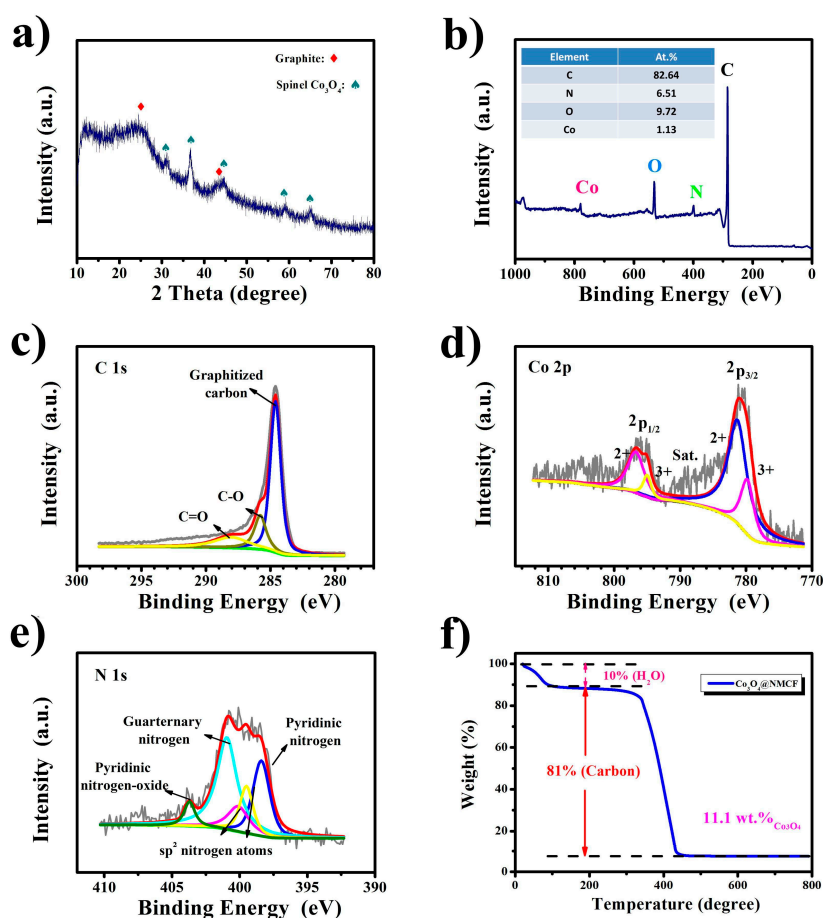 a)
Intensity (a.u.)
Graphite:
Spinel Co3O4:
10 20 30 40 50 60 70 80
2 Theta (degree)
b)
Intensity (a.u.)
Element At.%
C 82.64
N 6.51
O 9.72
Co 1.13
C
O
Co
N
1000 800 600 400 200 0
Binding Energy (eV)
c)
C 1s
Intensity (a.u.)
Graphitized
carbon
C-O
C=O
300 295 290 285 280
Binding Energy (eV)
d)
Co 2p
Intensity (a.u.)
2p3/2
2p1/2
2+
2+
Sat.
3+
3+
810 800 790 780 770
Binding Energy (eV)
e)
N 1s
Intensity (a.u.)
Guarternary
nitrogen
Pyridinic
nitrogen
Pyridinic
nitrogen-oxide
sp2 nitrogen atoms
410 405 400 395 390
Binding Energy (eV)
f)
Weight (%)
100
80
60
40
20
0
10% (H2O)
Co3O4@NMCF
81% (Carbon)
11.1 wt.%Co3O4
0 200 400 600 800
Temperature (degree)